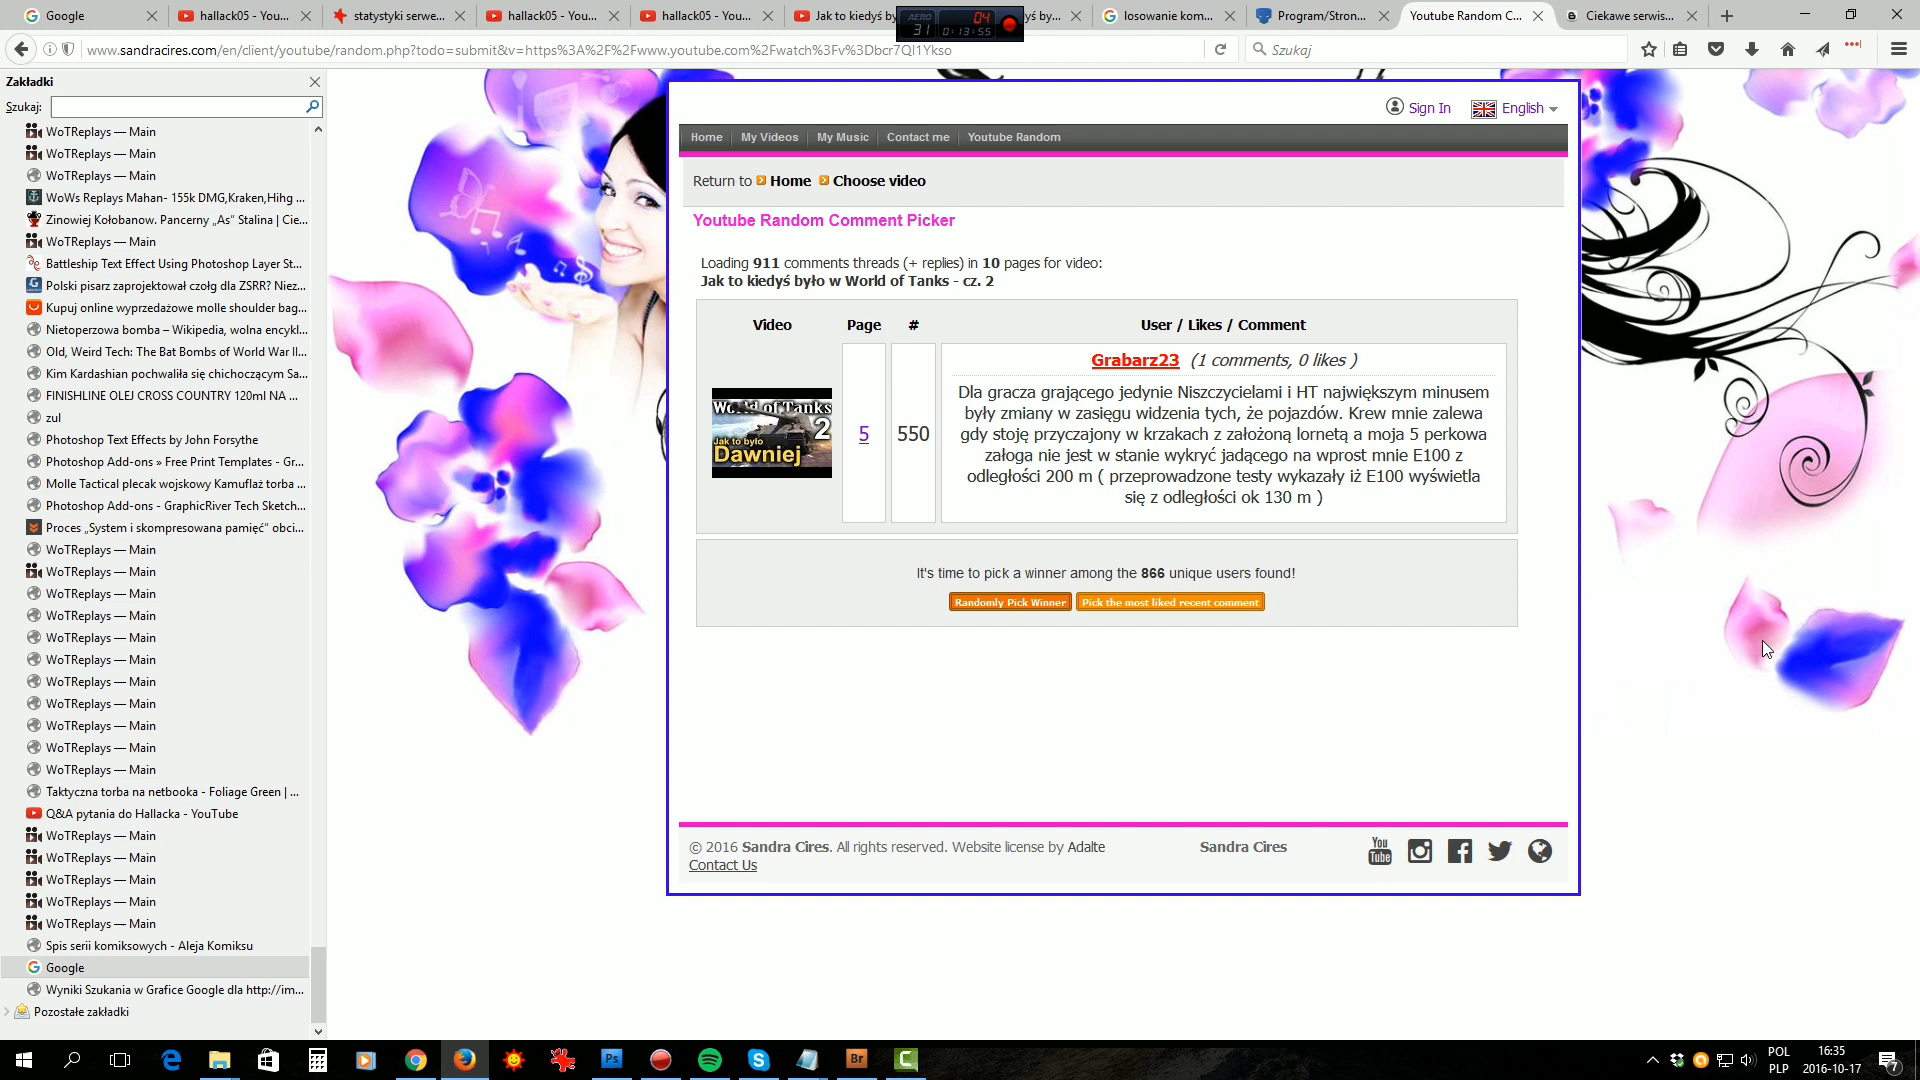 Google
hallack05 - You...
statystyki serwe...
hallack05 - You...
hallack05 - You...
Jak to kiedyś by
yś by...
losowanie kom...
Program/Stron...
Youtube Random C...
Ciekawe serwis...
AERO
31
04
0:13:55
www.sandracires.com/en/client/youtube/random.php?todo=submit&v=https%3A%2F%2Fwww.youtube.com%2Fwatch%3Fv%3Dbcr7Ql1Ykso
Szukaj
Zakładki
Szukaj:
WoTReplays — Main
WoTReplays — Main
WoTReplays — Main
WoWs Replays Mahan- 155k DMG,Kraken,Hihg ...
Zinowiej Kołobanow. Pancerny „As” Stalina | Cie...
WoTReplays — Main
Battleship Text Effect Using Photoshop Layer St...
Polski pisarz zaprojektował czołg dla ZSRR? Niez...
Kupuj online wyprzedażowe molle shoulder bag...
Nietoperzowa bomba – Wikipedia, wolna encykl...
Old, Weird Tech: The Bat Bombs of World War II...
Kim Kardashian pochwaliła się chichoczącym Sa...
FINISHLINE OLEJ CROSS COUNTRY 120ml NA ...
zul
Photoshop Text Effects by John Forsythe
Photoshop Add-ons » Free Print Templates - Gr...
Molle Tactical plecak wojskowy Kamuflaż torba ...
Photoshop Add-ons - GraphicRiver Tech Sketch...
Proces „System i skompresowana pamięć” obci...
WoTReplays — Main
WoTReplays — Main
WoTReplays — Main
WoTReplays — Main
WoTReplays — Main
WoTReplays — Main
WoTReplays — Main
WoTReplays — Main
WoTReplays — Main
WoTReplays — Main
WoTReplays — Main
Taktyczna torba na netbooka - Foliage Green | ...
Q&A pytania do Hallacka - YouTube
WoTReplays — Main
WoTReplays — Main
WoTReplays — Main
WoTReplays — Main
WoTReplays — Main
Spis serii komiksowych - Aleja Komiksu
Google
Wyniki Szukania w Grafice Google dla http://im...
Pozostałe zakładki
Sign In
English
Home
My Videos
My Music
Contact me
Youtube Random
Return to Home Choose video
Youtube Random Comment Picker
Loading 911 comments threads (+ replies) in 10 pages for video:
Jak to kiedyś było w World of Tanks - cz. 2
Video
Page
#
User / Likes / Comment
World of Tanks
2
Jak to było
Dawniej
5
550
Grabarz23 (1 comments, 0 likes )
Dla gracza grającego jedynie Niszczycielami i HT największym minusem
były zmiany w zasięgu widzenia tych, że pojazdów. Krew mnie zalewa
gdy stoję przyczajony w krzakach z założoną lornetą a moja 5 perkowa
załoga nie jest w stanie wykryć jadącego na wprost mnie E100 z
odległości 200 m ( przeprowadzone testy wykazały iż E100 wyświetla
się z odległości ok 130 m )
It's time to pick a winner among the 866 unique users found!
Randomly Pick Winner
Pick the most liked recent comment
© 2016 Sandra Cires. All rights reserved. Website license by Adalte
Contact Us
Sandra Cires
You
Tube
Ps
Br
POL
PLP
16:35
2016-10-17
7